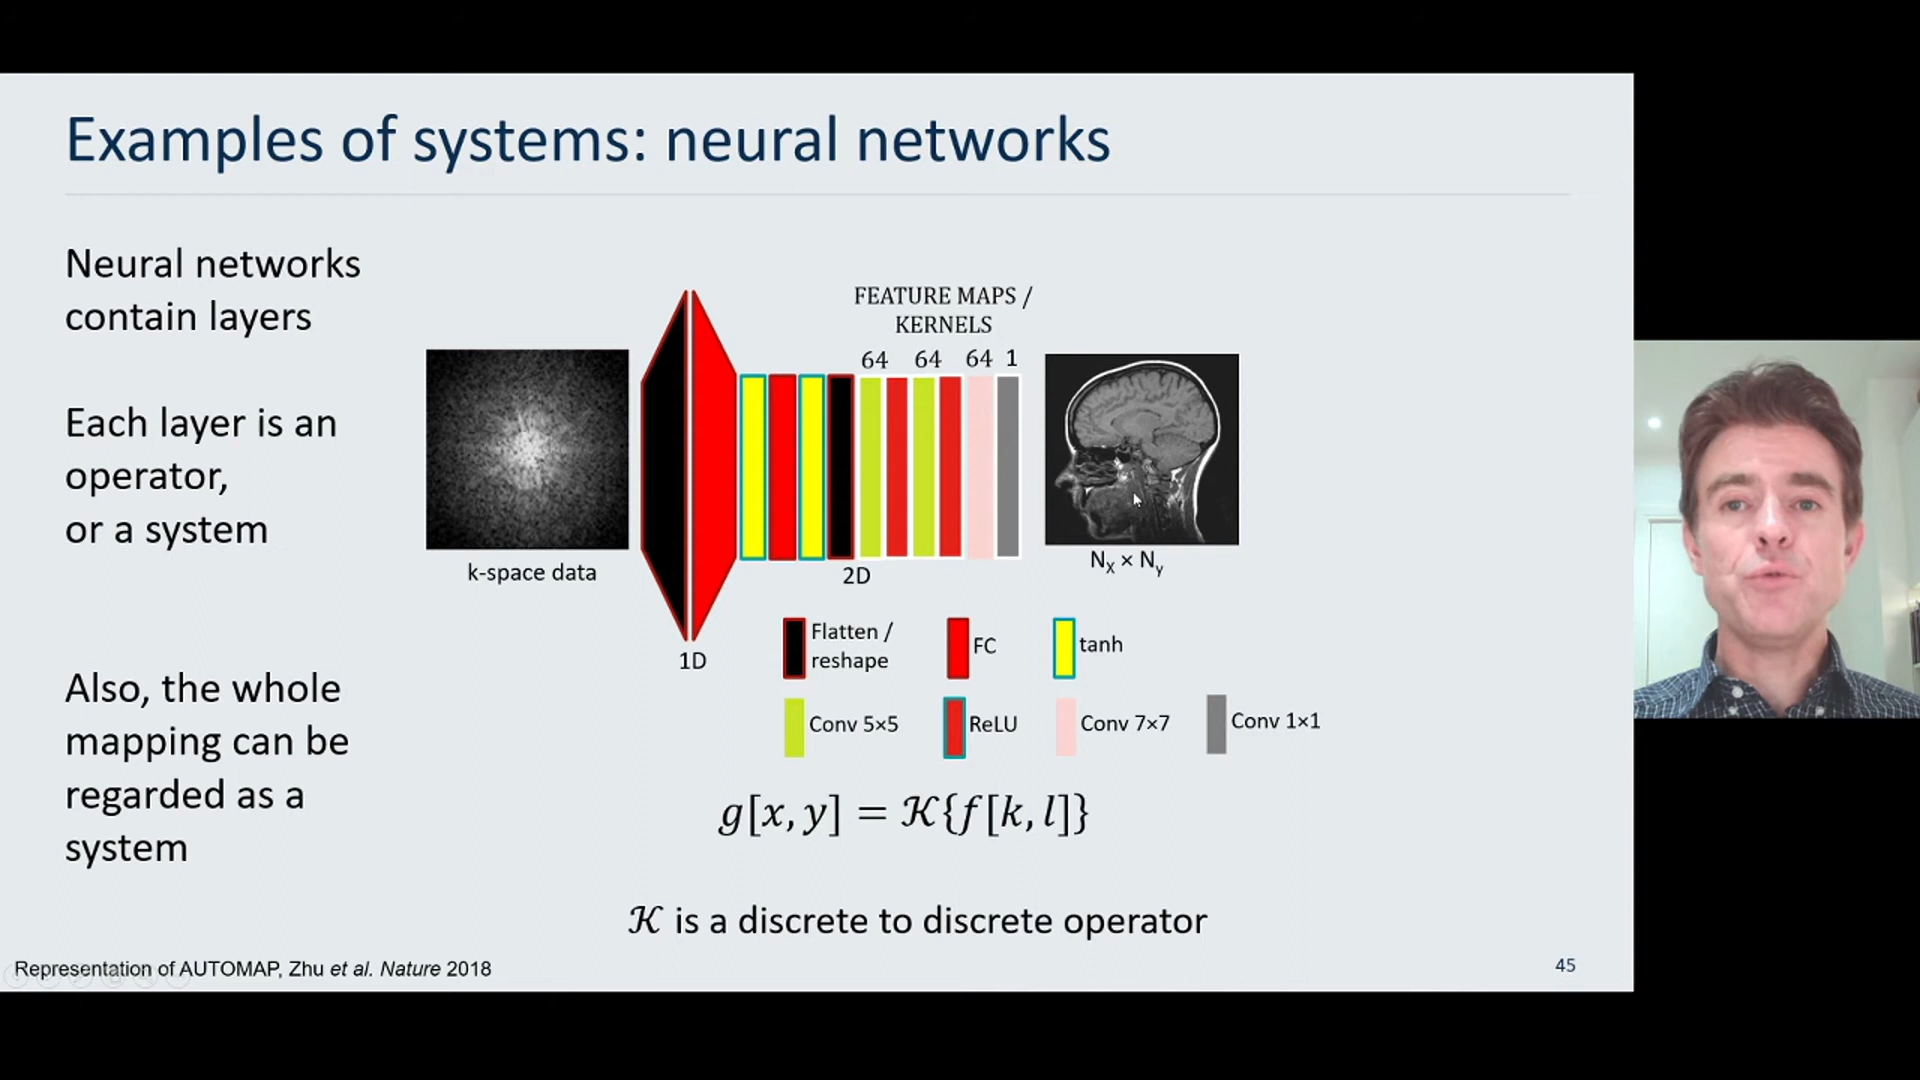 Examples of systems: neural networks
Neural networks
contain layers
Each layer is an
operator,
or a system
Also, the whole
mapping can be
regarded as a
system
FEATURE MAPS /
KERNELS
64 64 64 1
k-space data
1D
2D
Nx × Ny
Flatten /
reshape
FC
tanh
Conv 5×5
ReLU
Conv 7×7
Conv 1×1
g[x, y] = 𝒦{f[k, l]}
𝒦 is a discrete to discrete operator
Representation of AUTOMAP, Zhu et al. Nature 2018
45